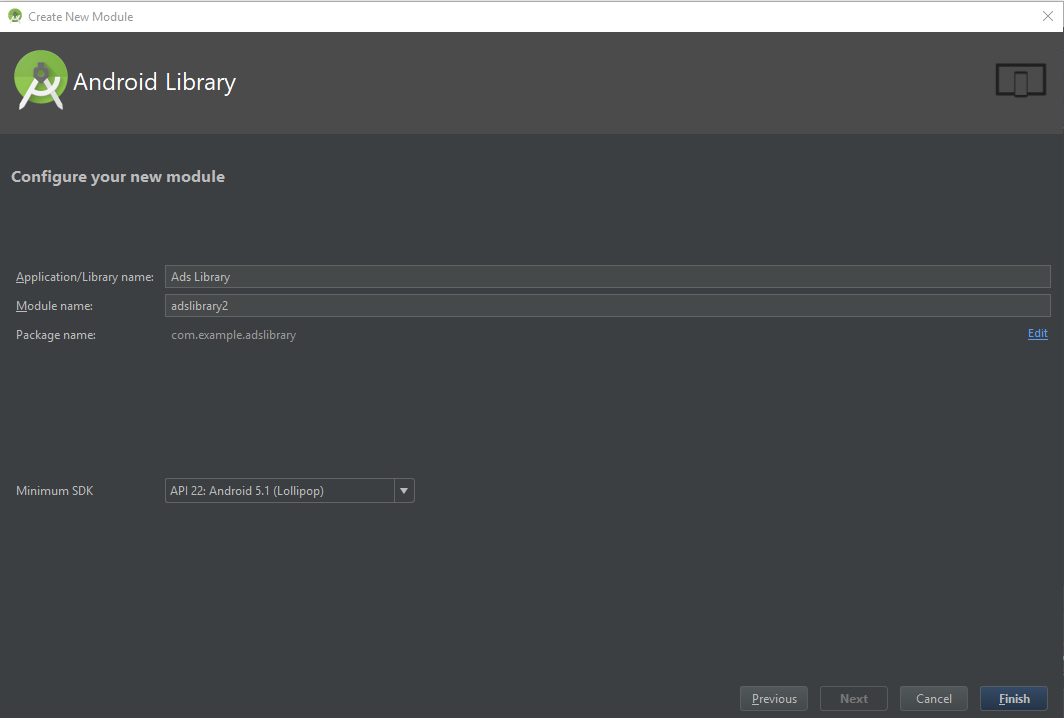 Create New Module
Android Library
Configure your new module
Application/Library name: Ads Library
Module name: adslibrary2
Package name: com.example.adslibrary Edit
Minimum SDK API 22: Android 5.1 (Lollipop)
Previous Next Cancel Finish